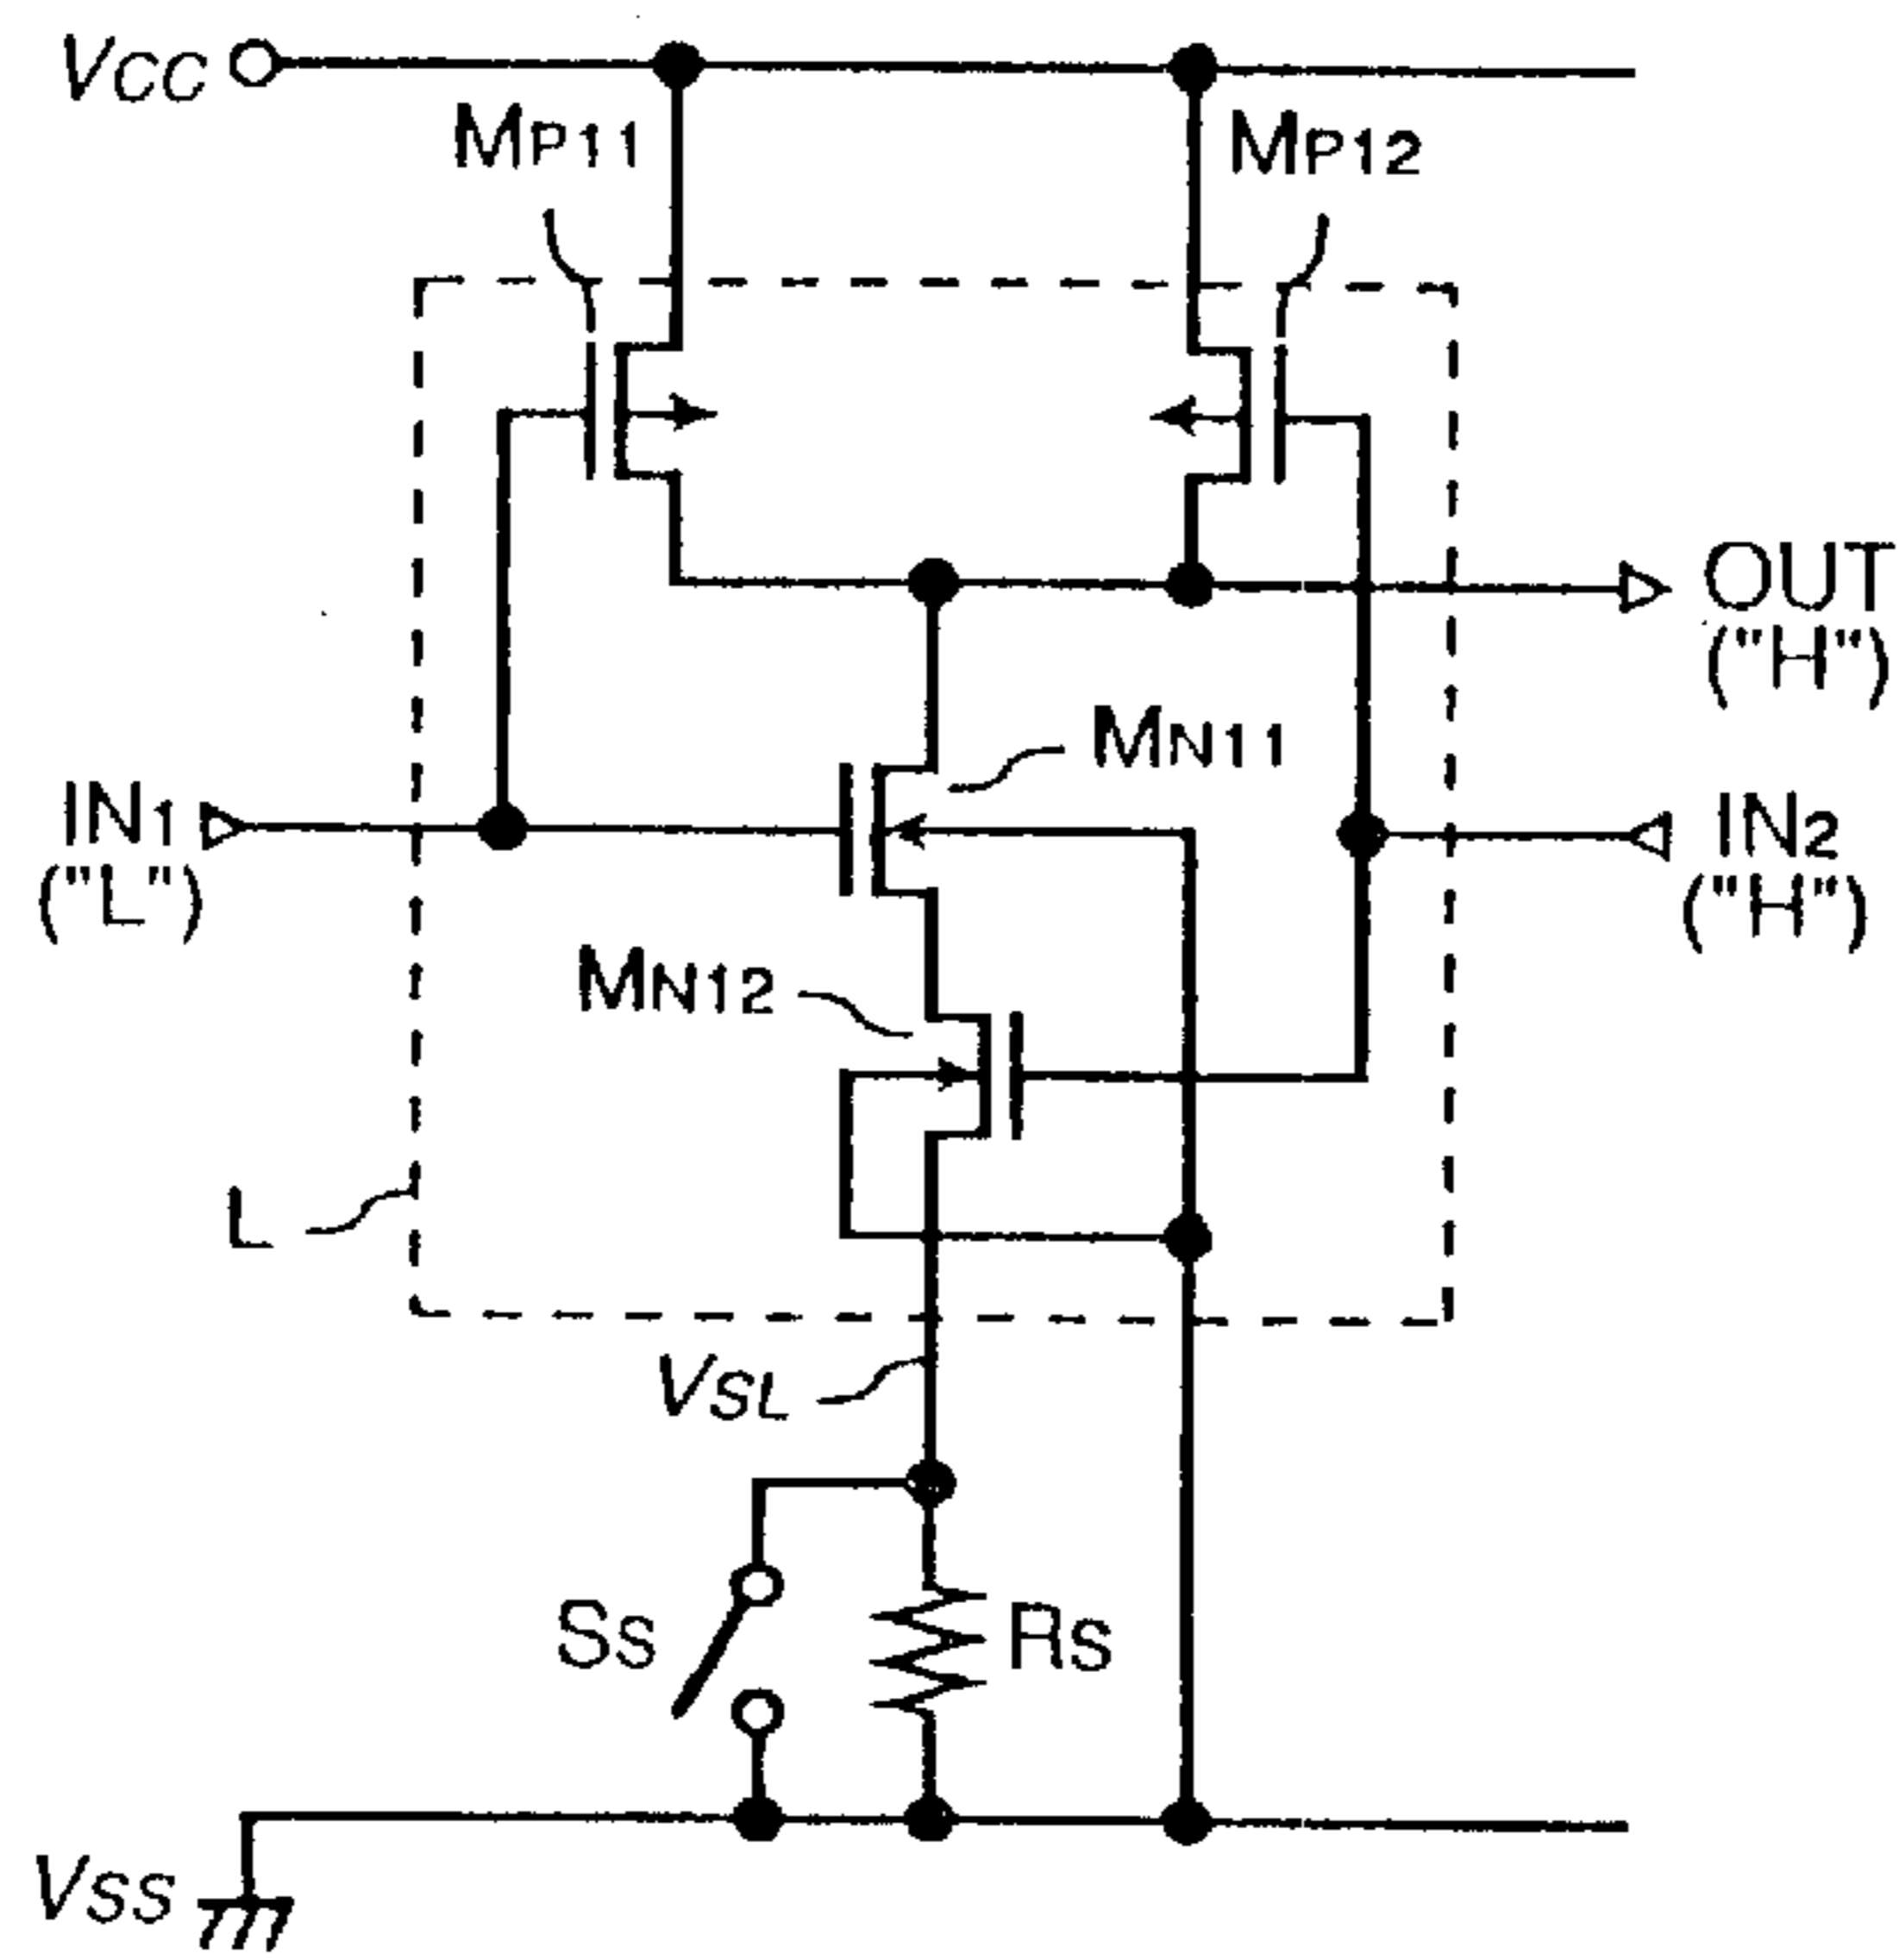 VCC
MP11
MP12
OUT
("H")
MN11
IN1
("L")
IN2
("H")
MN12
L
VSL
SS
RS
VSS